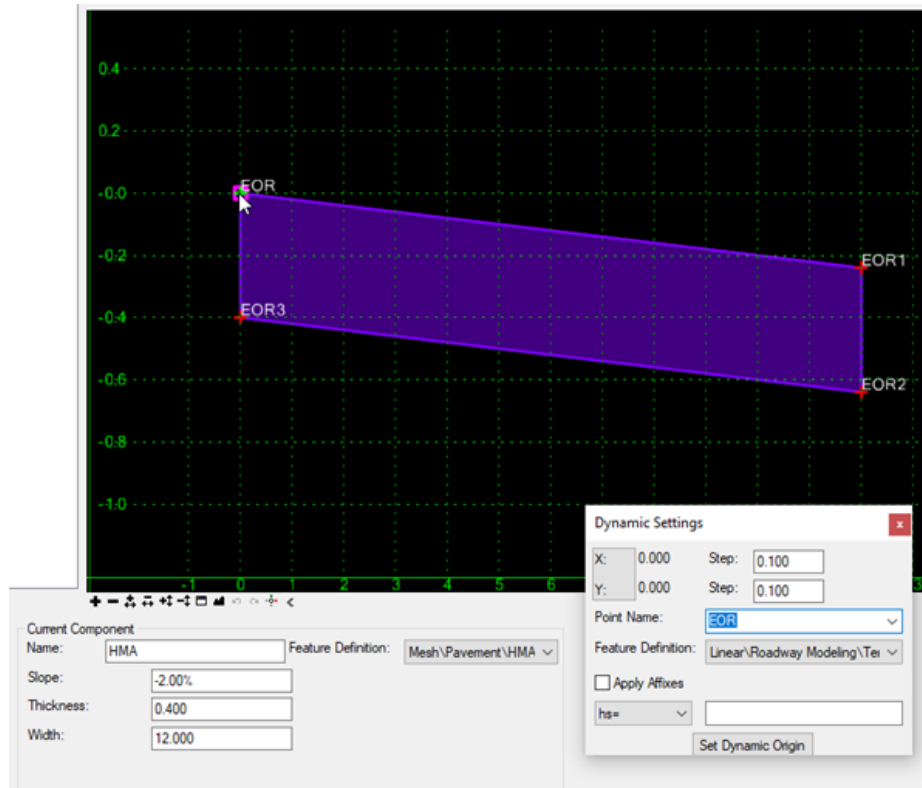 0.4
0.2
-0.0
EOR
-0.2
EOR1
EOR3
-0.4
-0.6
EOR2
-0.8
-1.0
Dynamic Settings
x
X: 0.000 Step: 0.100
Y: 0.000 Step: 0.100
-1 0 1 2 3 4 5 6
Point Name: EOR
Current Component
Name: HMA Feature Definition: Mesh\Pavement\HMA
Feature Definition: Linear\Roadway Modeling\Ter
Slope: -2.00%
Apply Affixes
Thickness: 0.400
hs=
Width: 12.000
Set Dynamic Origin